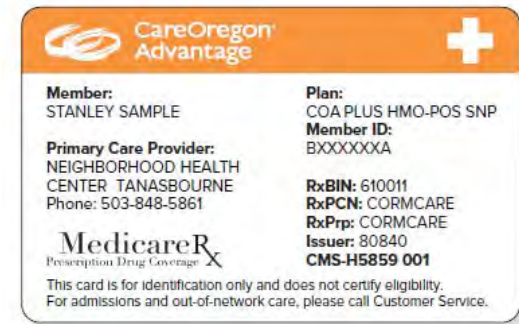 CareOregon®
Advantage
Member:
STANLEY SAMPLE
Primary Care Provider:
NEIGHBORHOOD HEALTH
CENTER TANASBOURNE
Phone: 503-848-5861
MedicareRx
Prescription Drug Coverage
Plan:
COA PLUS HMO-POS SNP
Member ID:
BXXXXXXA
RxBIN: 610011
RxPCN: CORMCARE
RxPrp: CORMCARE
Issuer: 80840
CMS-H5859 001
This card is for identification only and does not certify eligibility.
For admissions and out-of-network care, please call Customer Service.